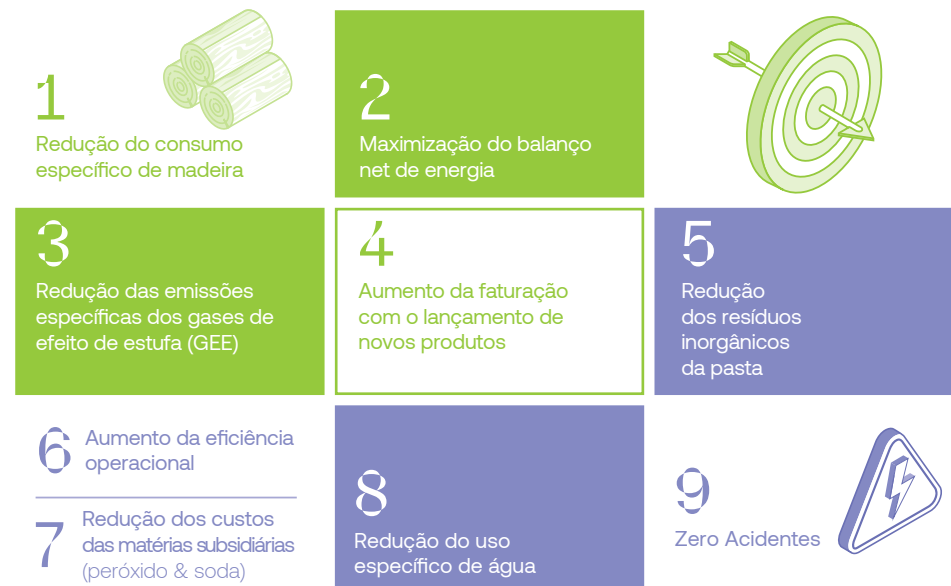 1
Redução do consumo
específico de madeira
2
Maximização do balanço
net de energia
3
Redução das emissões
específicas dos gases de
efeito de estufa (GEE)
4
Aumento da faturação
com o lançamento de
novos produtos
5
Redução
dos resíduos
inorgânicos
da pasta
6
Aumento da eficiência
operacional
7
Redução dos custos
das matérias subsidiárias
(peróxido & soda)
8
Redução do uso
específico de água
9
Zero Acidentes